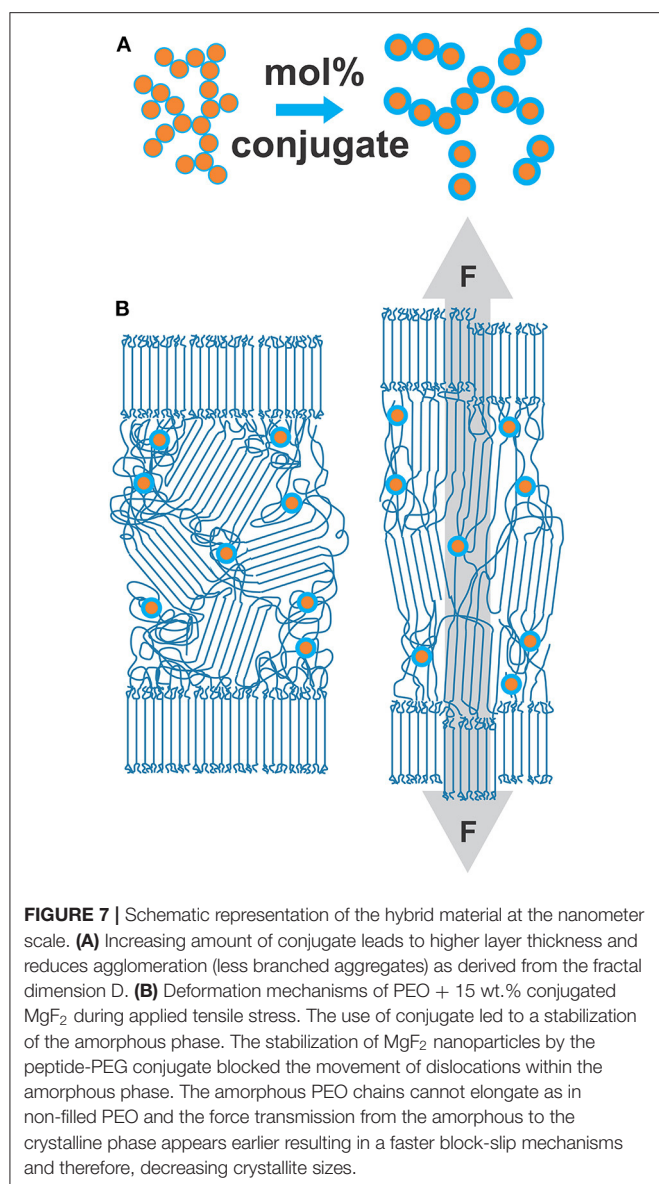 A
mol%
conjugate
F
B
F
FIGURE 7 | Schematic representation of the hybrid material at the nanometer
scale. (A) Increasing amount of conjugate leads to higher layer thickness and
reduces agglomeration (less branched aggregates) as derived from the fractal
dimension D. (B) Deformation mechanisms of PEO + 15 wt.% conjugated
MgF₂ during applied tensile stress. The use of conjugate led to a stabilization
of the amorphous phase. The stabilization of MgF₂ nanoparticles by the
peptide-PEG conjugate blocked the movement of dislocations within the
amorphous phase. The amorphous PEO chains cannot elongate as in
non-filled PEO and the force transmission from the amorphous to the
crystalline phase appears earlier resulting in a faster block-slip mechanisms
and therefore, decreasing crystallite sizes.